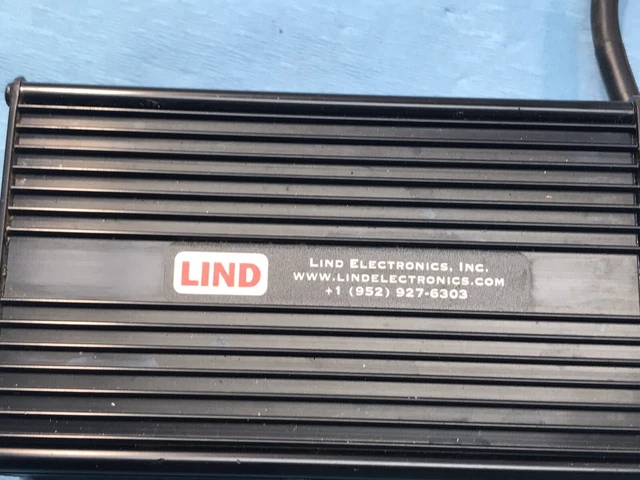 LIND
LIND ELECTRONICS, INC.
WWW.LINDELECTRONICS.COM
+1 (952) 927-6303